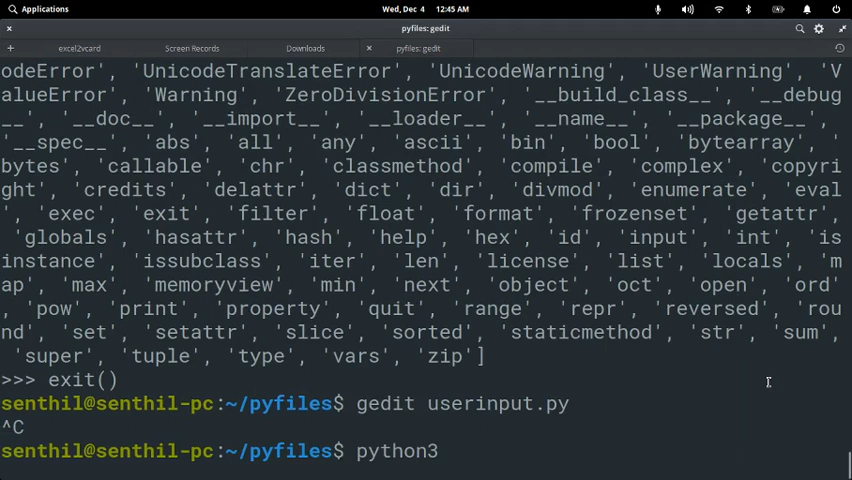 Applications
Wed, Dec 4 12:45 AM
pyfiles: gedit
excel2vcard Screen Records Downloads pyfiles: gedit
odeError', 'UnicodeTranslateError', 'UnicodeWarning', 'UserWarning', 'V
alueError', 'Warning', 'ZeroDivisionError', '__build_class__', '__debug
__', '__doc__', '__import__', '__loader__', '__name__', '__package__',
'__spec__', 'abs', 'all', 'any', 'ascii', 'bin', 'bool', 'bytearray', '
bytes', 'callable', 'chr', 'classmethod', 'compile', 'complex', 'copyri
ght', 'credits', 'delattr', 'dict', 'dir', 'divmod', 'enumerate', 'eval
', 'exec', 'exit', 'filter', 'float', 'format', 'frozenset', 'getattr',
'globals', 'hasattr', 'hash', 'help', 'hex', 'id', 'input', 'int', 'is
instance', 'issubclass', 'iter', 'len', 'license', 'list', 'locals', 'm
ap', 'max', 'memoryview', 'min', 'next', 'object', 'oct', 'open', 'ord'
, 'pow', 'print', 'property', 'quit', 'range', 'repr', 'reversed', 'rou
nd', 'set', 'setattr', 'slice', 'sorted', 'staticmethod', 'str', 'sum',
'super', 'tuple', 'type', 'vars', 'zip']
>>> exit()
senthil@senthil-pc:~/pyfiles$ gedit userinput.py
^C
senthil@senthil-pc:~/pyfiles$ python3